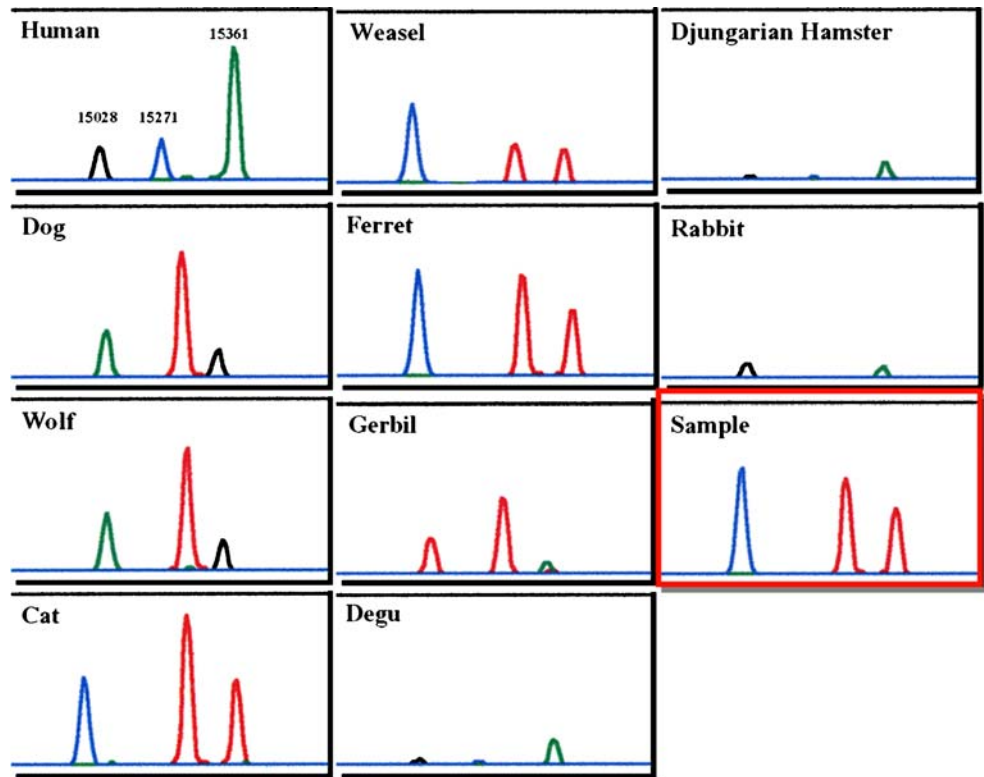 Human
15361
15028
15271
Weasel
Djungarian Hamster
Dog
Ferret
Rabbit
Wolf
Gerbil
Sample
Cat
Degu